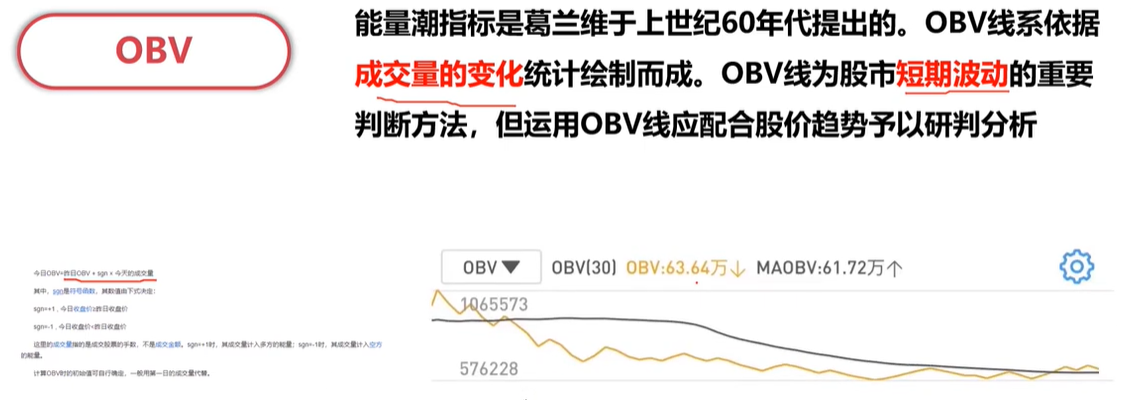 OBV
能量潮指标是葛兰维于上世纪60年代提出的。OBV线系依据
成交量的变化统计绘制而成。OBV线为股市短期波动的重要
判断方法，但运用OBV线应配合股价趋势予以研判分析
今日OBV=昨日OBV + sgn × 今天的成交量
其中，sgn是符号函数，其数值由下式决定：
sgn=+1，今日收盘价≥昨日收盘价
sgn=-1，今日收盘价<昨日收盘价
这里的成交量指的是成交股票的手数，不是成交金额。sgn=+1时，其成交量计入多方的能量；sgn=-1时，其成交量计入空方
的能量。
计算OBV时的初始值可自行确定，一般用第一日的成交量代替。
OBV▼ OBV(30) OBV:63.64万↓ MAOBV:61.72万↑
1065573
576228